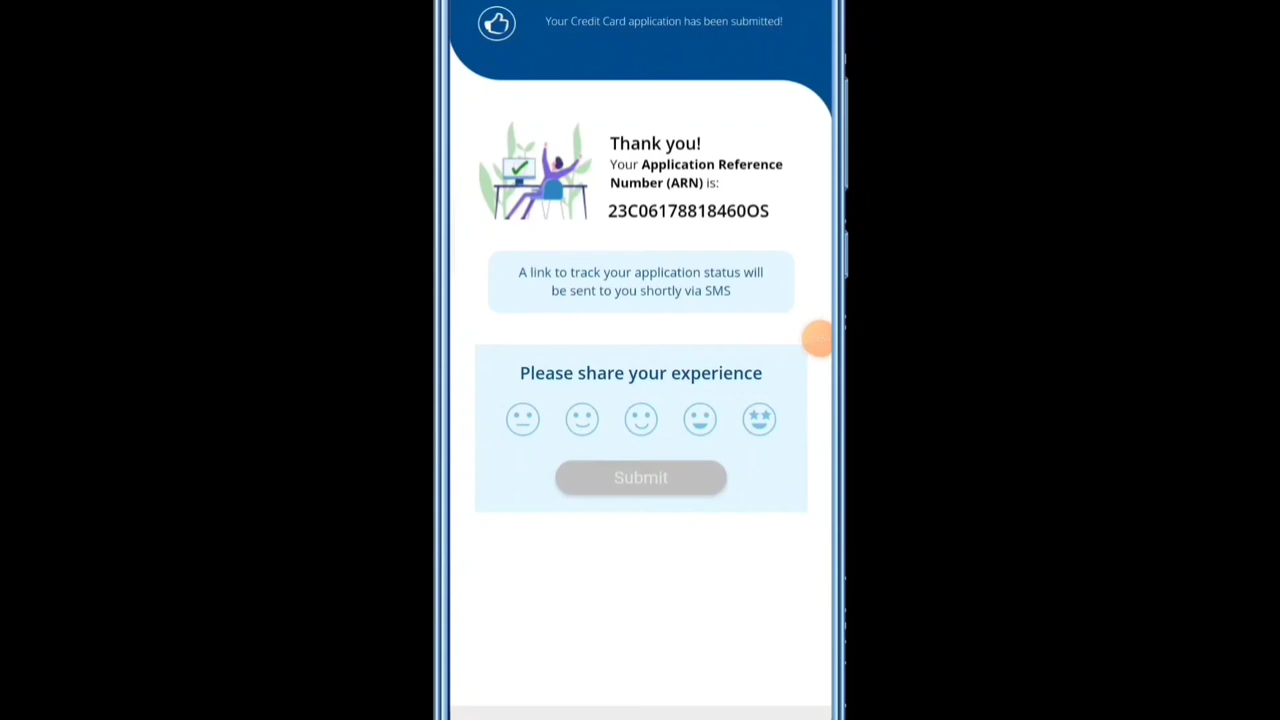 Your Credit Card application has been submitted!
Thank you!
Your Application Reference
Number (ARN) is:
23C06178818460OS
A link to track your application status will
be sent to you shortly via SMS
Please share your experience
Submit